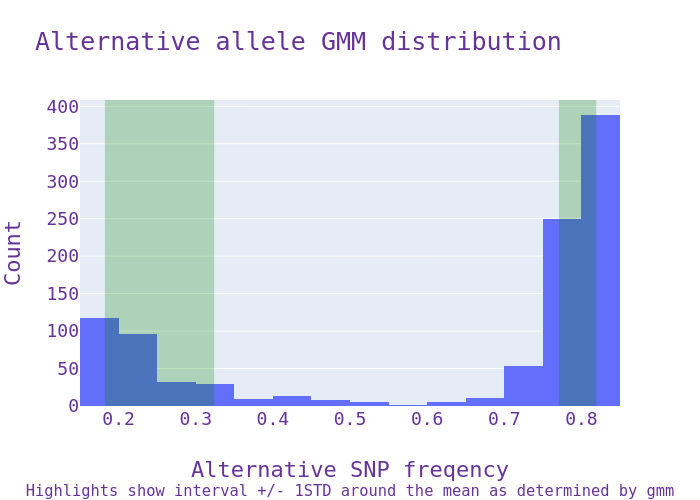 Alternative allele GMM distribution
400
350
300
250
200
150
100
50
0
Count
0.2 0.3 0.4 0.5 0.6 0.7 0.8
Alternative SNP freqency
Highlights show interval +/- 1STD around the mean as determined by gmm